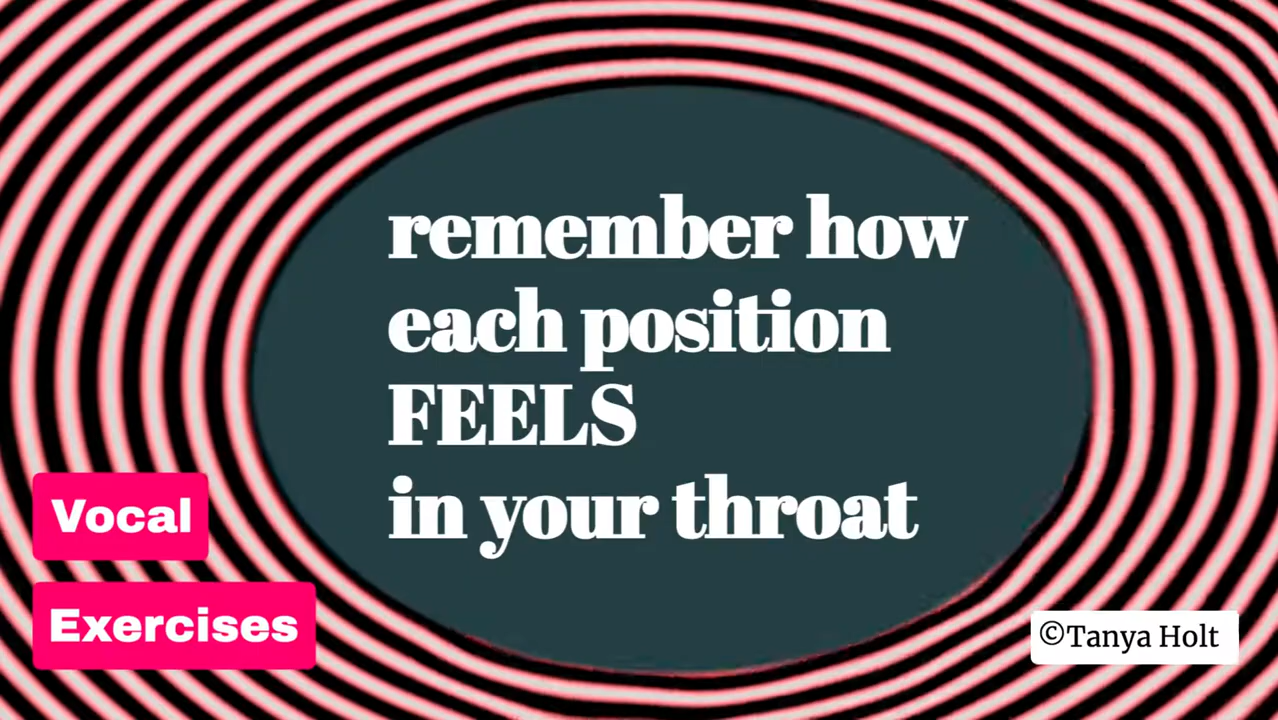 remember how
each position
FEELS
in your throat
Vocal
Exercises
©Tanya Holt